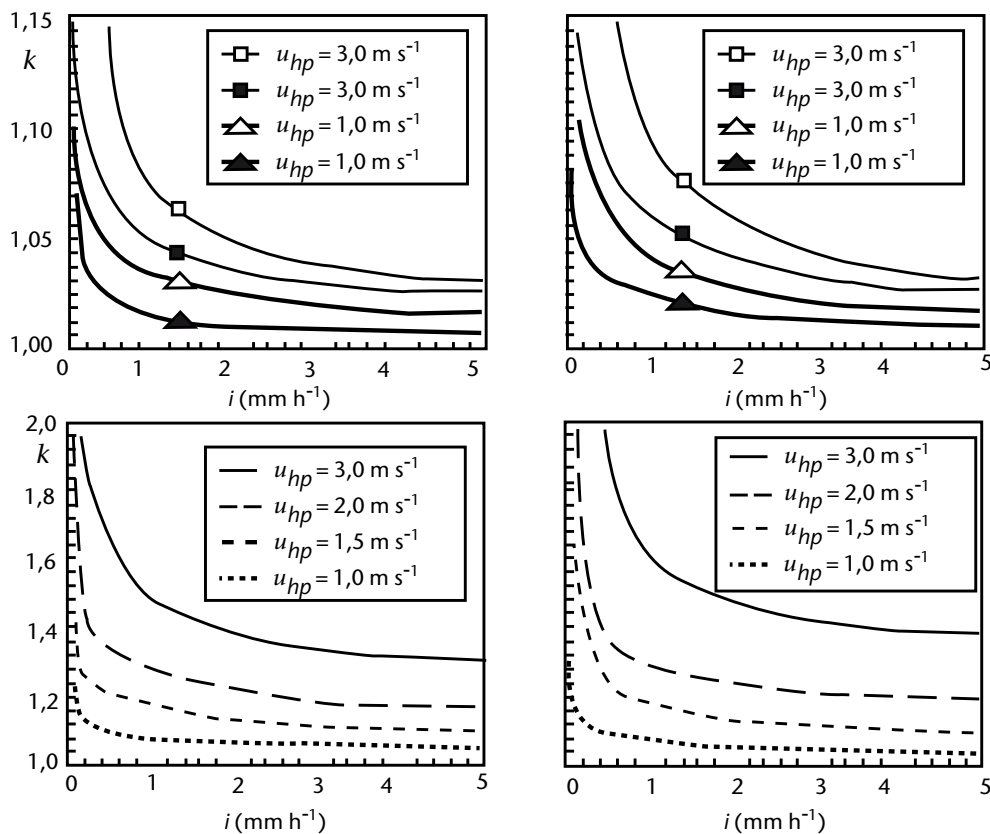 1,15
k
1,10
1,05
1,00
u_hp = 3,0 m s⁻¹
u_hp = 3,0 m s⁻¹
u_hp = 1,0 m s⁻¹
u_hp = 1,0 m s⁻¹
0 1 2 3 4 5
i (mm h⁻¹)
u_hp = 3,0 m s⁻¹
u_hp = 3,0 m s⁻¹
u_hp = 1,0 m s⁻¹
u_hp = 1,0 m s⁻¹
0 1 2 3 4 5
i (mm h⁻¹)
2,0
k
1,8
1,6
1,4
1,2
1,0
u_hp = 3,0 m s⁻¹
u_hp = 2,0 m s⁻¹
u_hp = 1,5 m s⁻¹
u_hp = 1,0 m s⁻¹
0 1 2 3 4 5
i (mm h⁻¹)
u_hp = 3,0 m s⁻¹
u_hp = 2,0 m s⁻¹
u_hp = 1,5 m s⁻¹
u_hp = 1,0 m s⁻¹
0 1 2 3 4 5
i (mm h⁻¹)